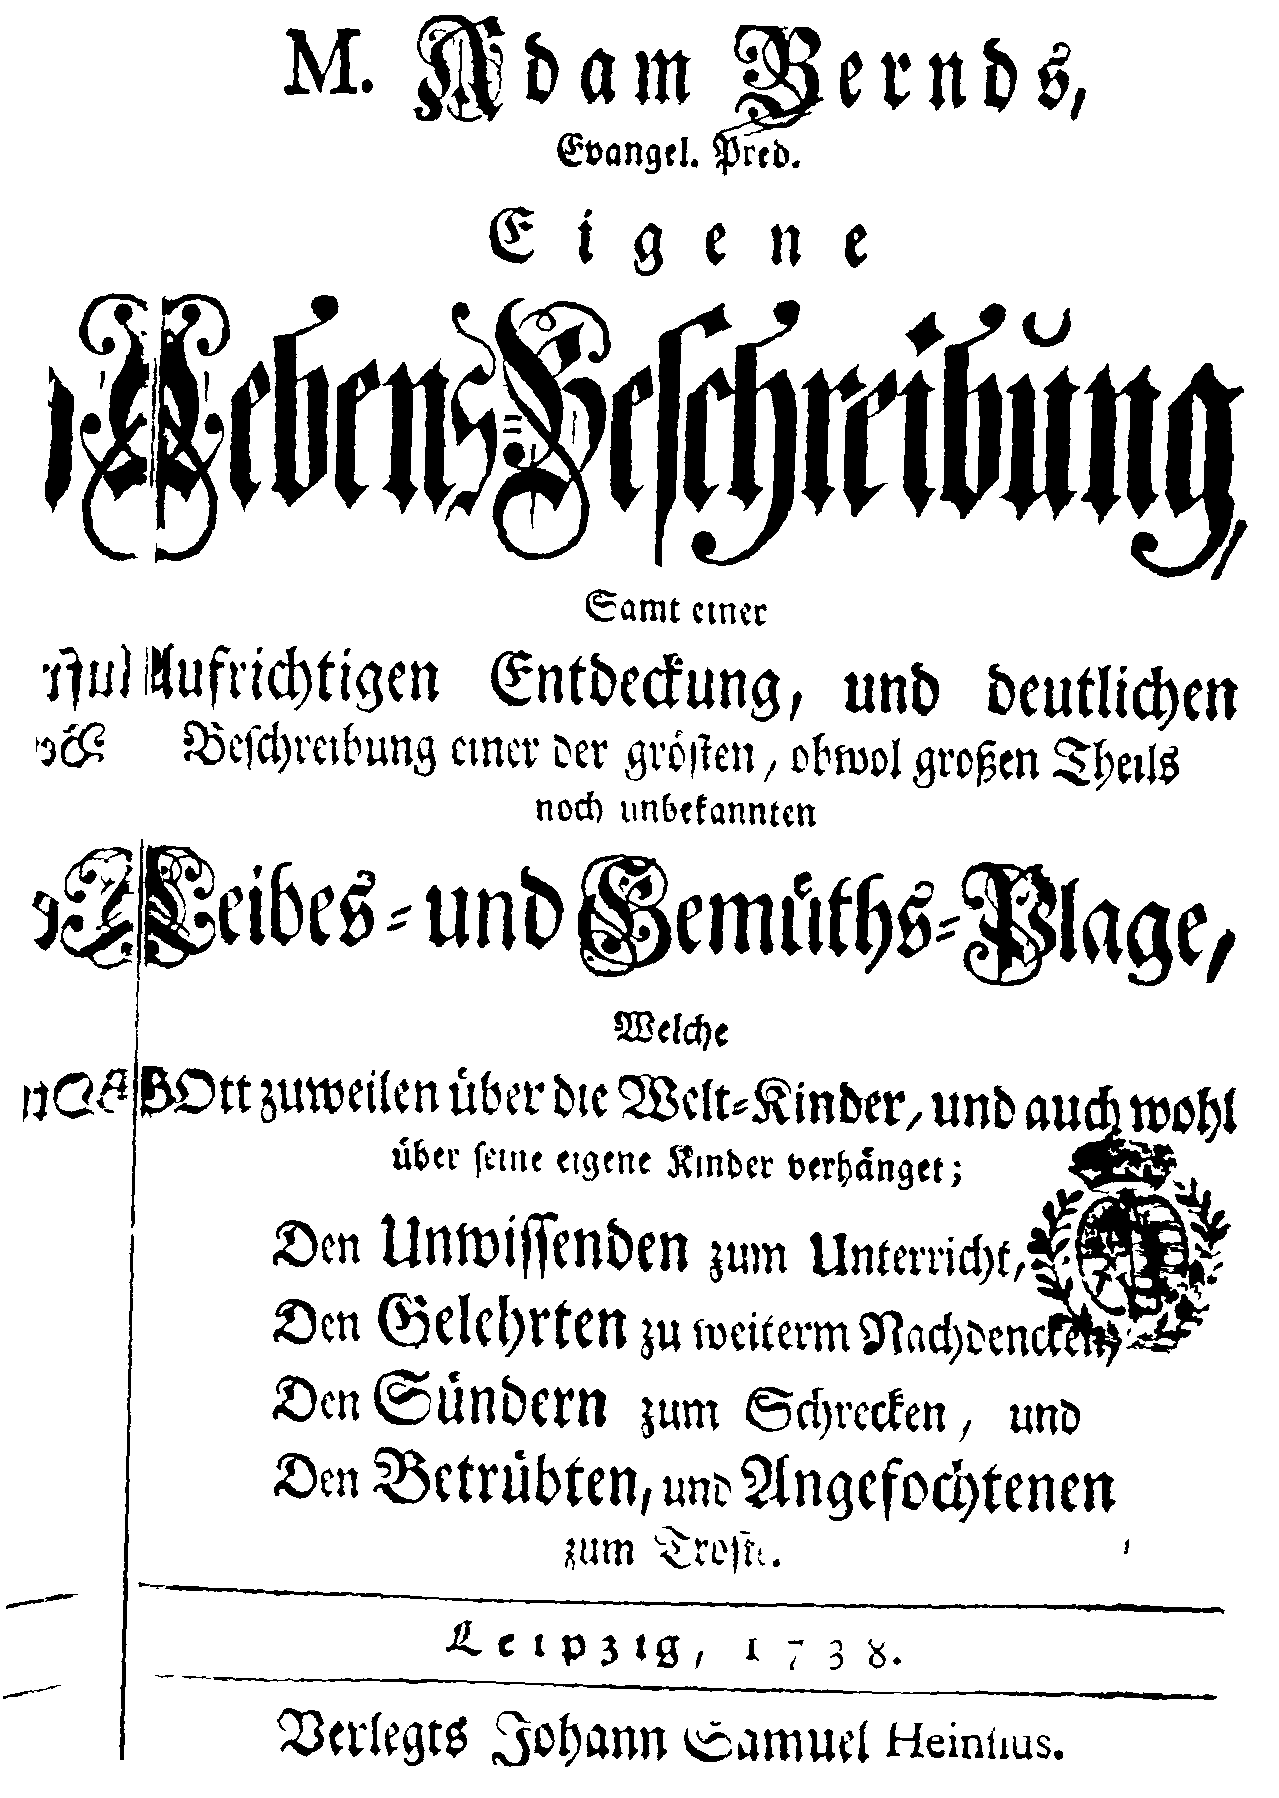 M. Adam Bernds,
Evangel. Pred.
Eigene
Lebens-Beschreibung,
Samt einer
Aufrichtigen Entdeckung, und deutlichen
Beschreibung einer der grösten, obwol großen Theils
noch unbekannten
Leibes- und Gemüths-Plage,
Welche
GOtt zuweilen über die Welt-Kinder, und auch wohl
über seine eigene Kinder verhänget;
Den Unwissenden zum Unterricht,
Den Gelehrten zu weiterm Nachdencken,
Den Sündern zum Schrecken, und
Den Betrübten, und Angefochtenen
zum Troste.
Leipzig, 1738.
Verlegts Johann Samuel Heinsius.